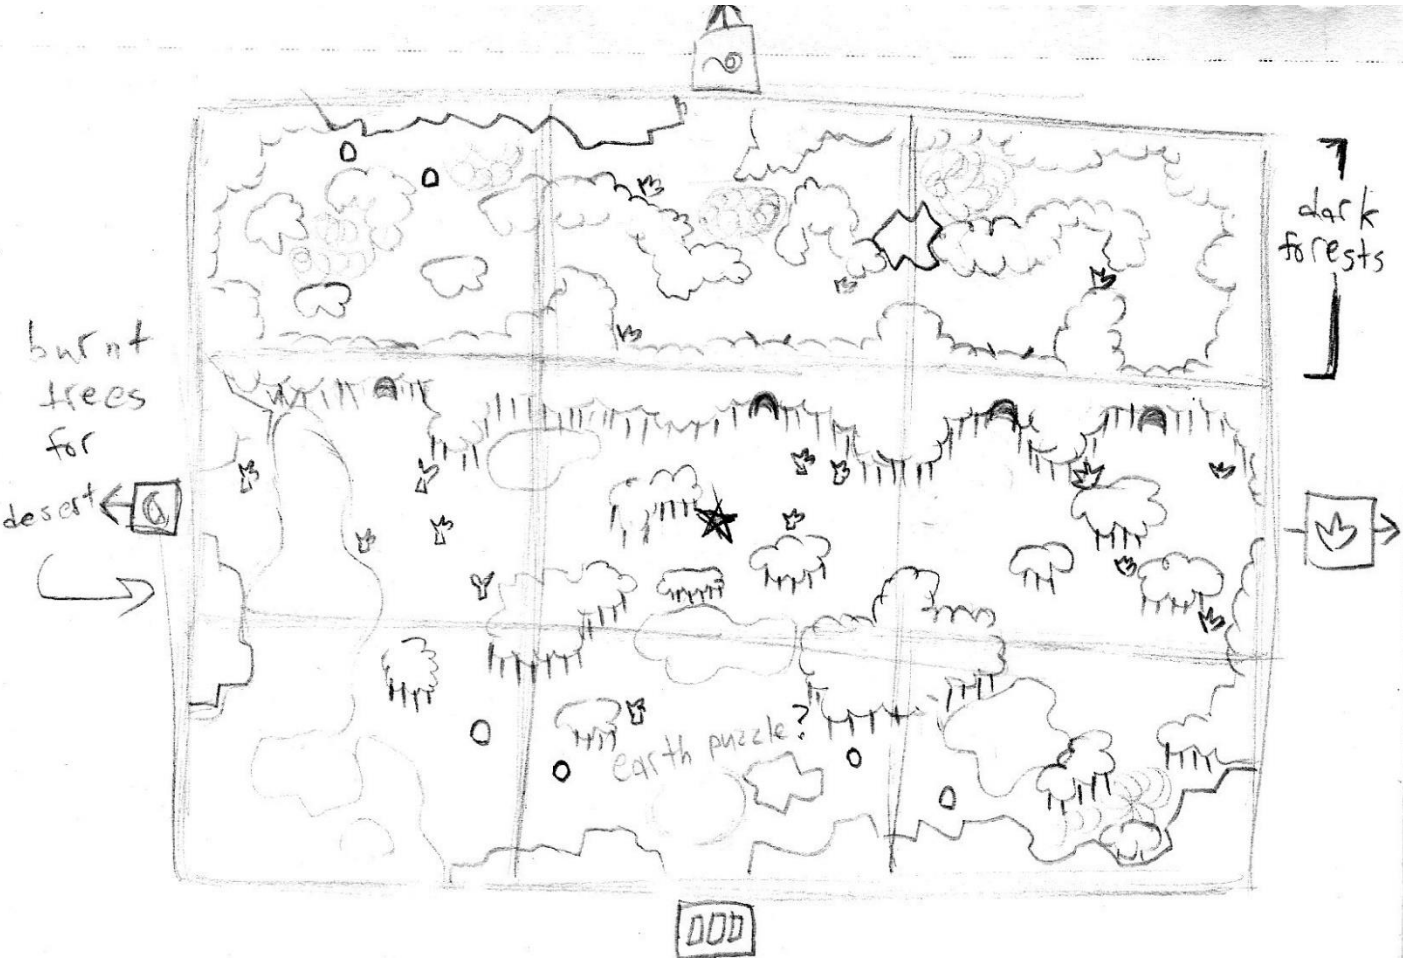 dark
forests
burnt
trees
for
desert
earth puzzle?